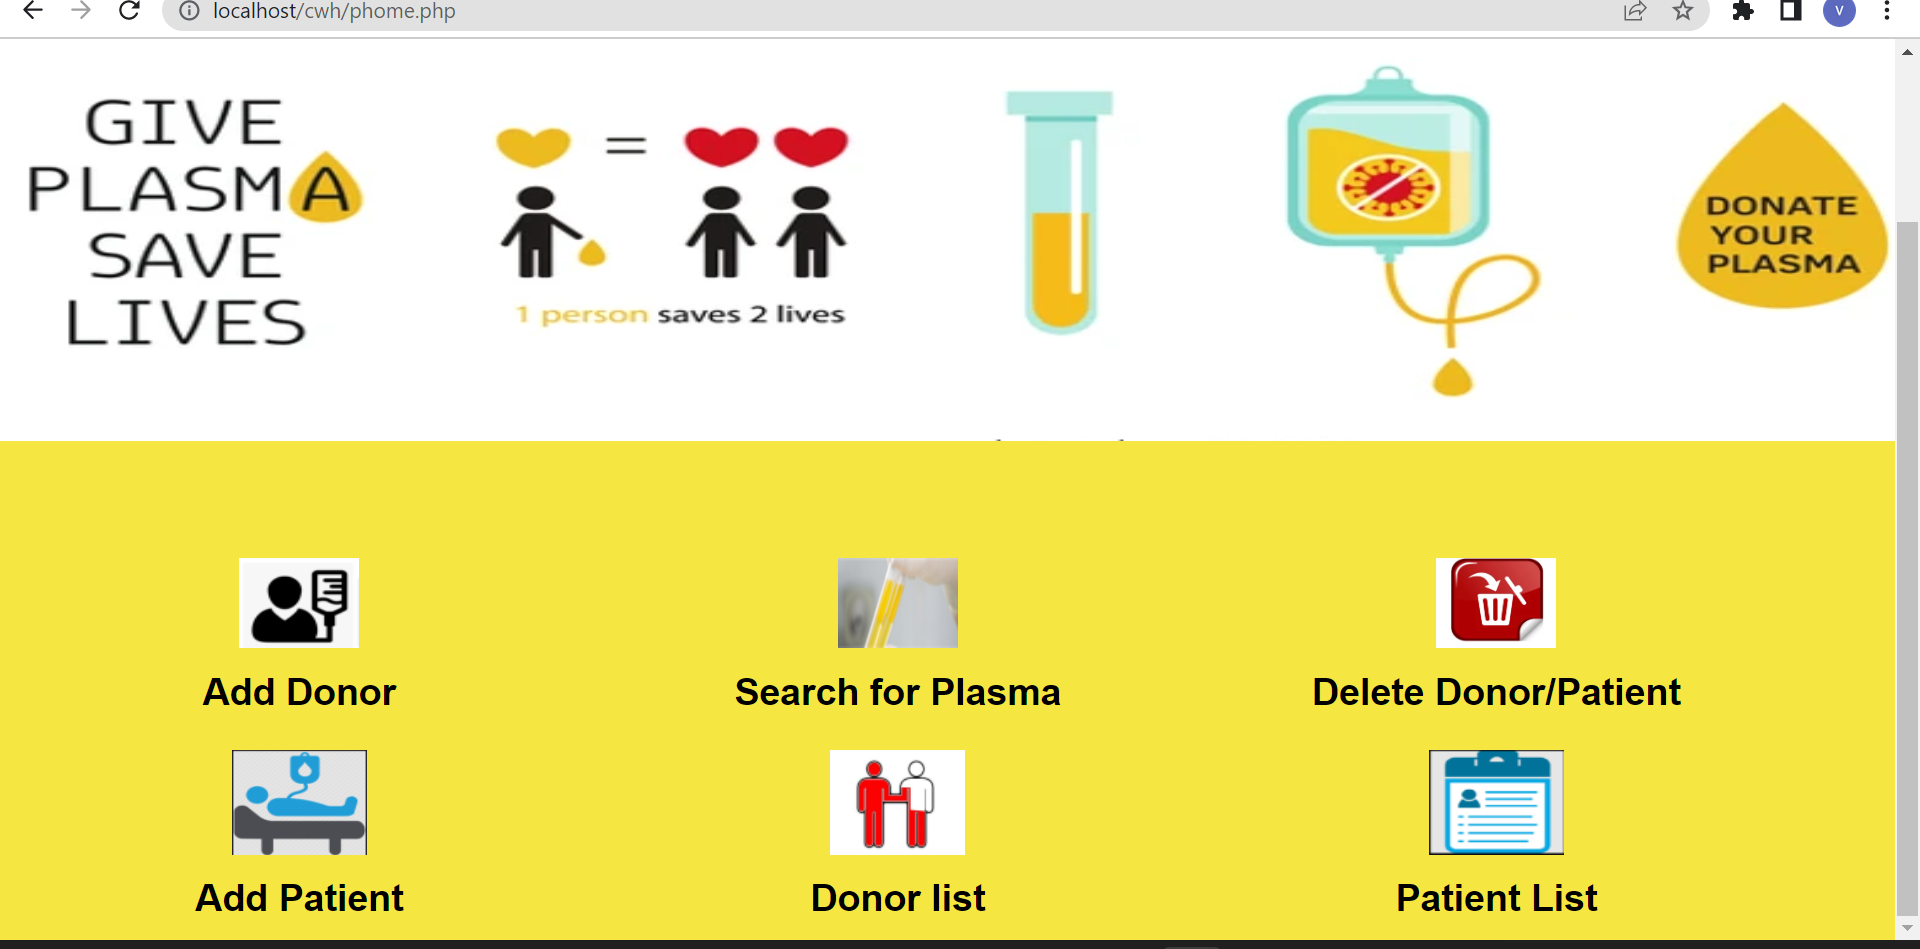 localhost/cwh/phome.php
V
GIVE
PLASMA
SAVE
LIVES
=
1 person saves 2 lives
DONATE
YOUR
PLASMA
Add Donor
Search for Plasma
Delete Donor/Patient
Add Patient
Donor list
Patient List